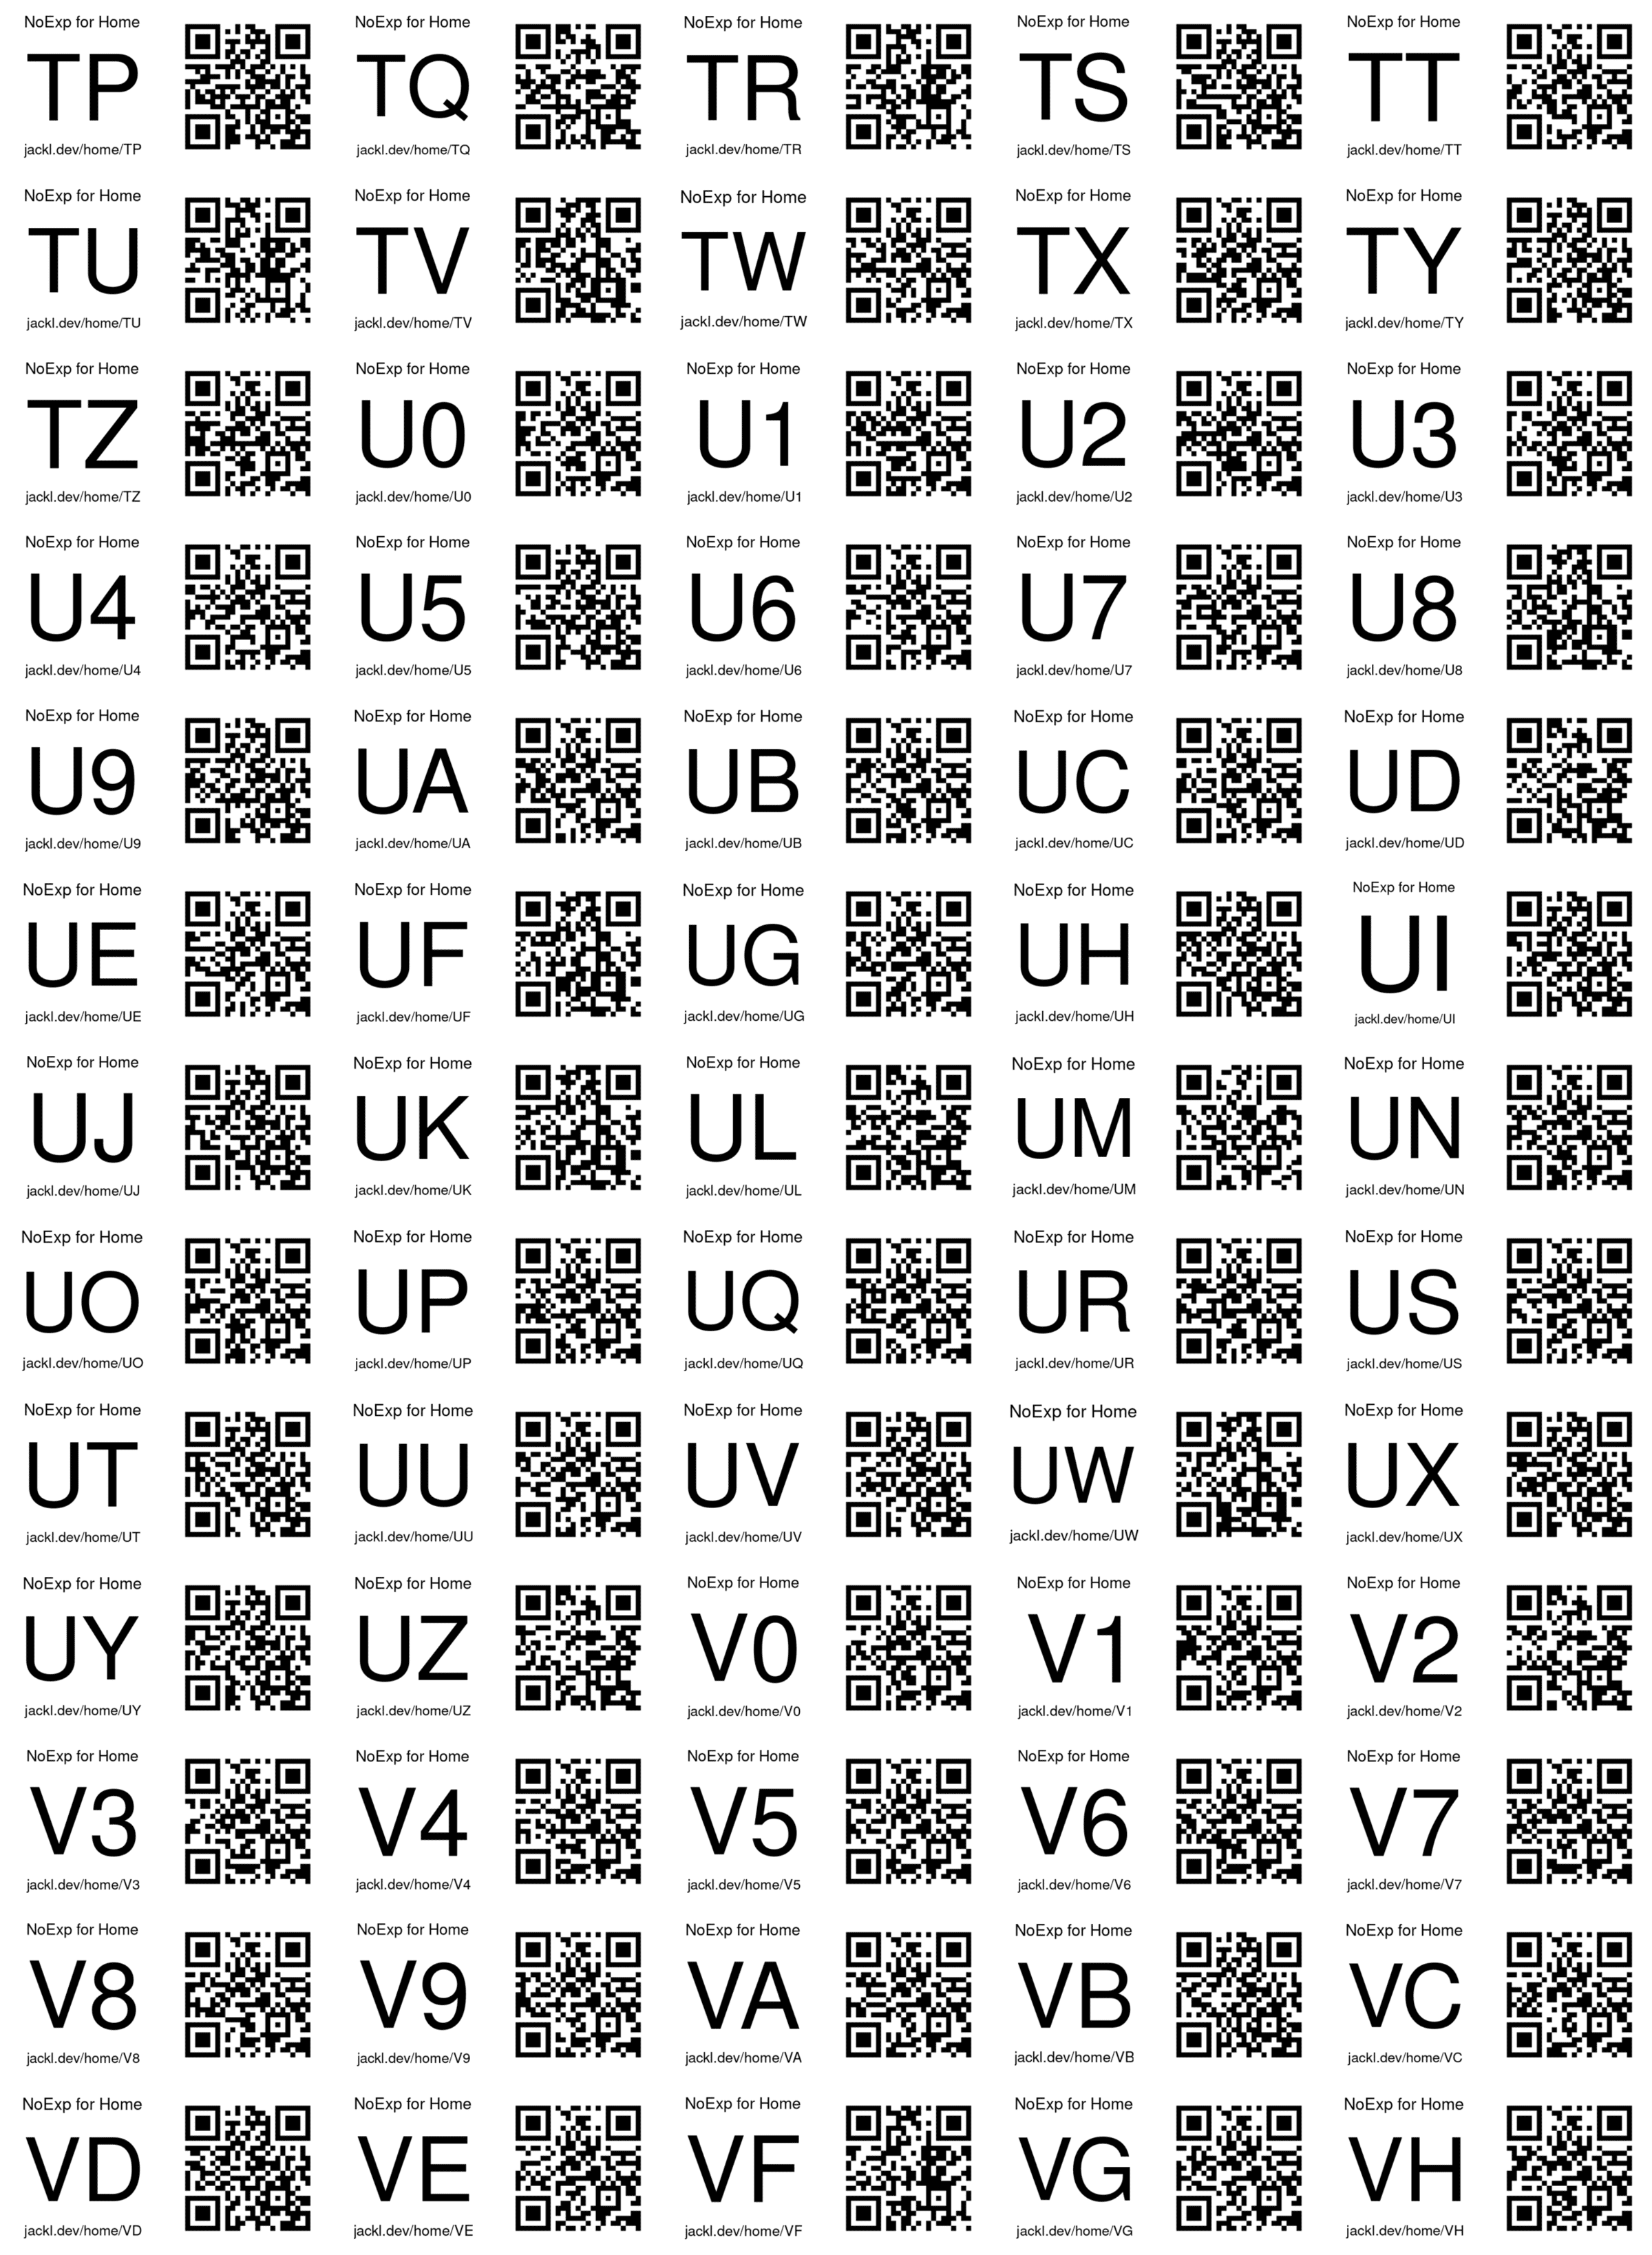 NoExp for Home
TP
jackl.dev/home/TP
NoExp for Home
TQ
jackl.dev/home/TQ
NoExp for Home
TR
jackl.dev/home/TR
NoExp for Home
TS
jackl.dev/home/TS
NoExp for Home
TT
jackl.dev/home/TT
NoExp for Home
TU
jackl.dev/home/TU
NoExp for Home
TV
jackl.dev/home/TV
NoExp for Home
TW
jackl.dev/home/TW
NoExp for Home
TX
jackl.dev/home/TX
NoExp for Home
TY
jackl.dev/home/TY
NoExp for Home
TZ
jackl.dev/home/TZ
NoExp for Home
U0
jackl.dev/home/U0
NoExp for Home
U1
jackl.dev/home/U1
NoExp for Home
U2
jackl.dev/home/U2
NoExp for Home
U3
jackl.dev/home/U3
NoExp for Home
U4
jackl.dev/home/U4
NoExp for Home
U5
jackl.dev/home/U5
NoExp for Home
U6
jackl.dev/home/U6
NoExp for Home
U7
jackl.dev/home/U7
NoExp for Home
U8
jackl.dev/home/U8
NoExp for Home
U9
jackl.dev/home/U9
NoExp for Home
UA
jackl.dev/home/UA
NoExp for Home
UB
jackl.dev/home/UB
NoExp for Home
UC
jackl.dev/home/UC
NoExp for Home
UD
jackl.dev/home/UD
NoExp for Home
UE
jackl.dev/home/UE
NoExp for Home
UF
jackl.dev/home/UF
NoExp for Home
UG
jackl.dev/home/UG
NoExp for Home
UH
jackl.dev/home/UH
NoExp for Home
UI
jackl.dev/home/UI
NoExp for Home
UJ
jackl.dev/home/UJ
NoExp for Home
UK
jackl.dev/home/UK
NoExp for Home
UL
jackl.dev/home/UL
NoExp for Home
UM
jackl.dev/home/UM
NoExp for Home
UN
jackl.dev/home/UN
NoExp for Home
UO
jackl.dev/home/UO
NoExp for Home
UP
jackl.dev/home/UP
NoExp for Home
UQ
jackl.dev/home/UQ
NoExp for Home
UR
jackl.dev/home/UR
NoExp for Home
US
jackl.dev/home/US
NoExp for Home
UT
jackl.dev/home/UT
NoExp for Home
UU
jackl.dev/home/UU
NoExp for Home
UV
jackl.dev/home/UV
NoExp for Home
UW
jackl.dev/home/UW
NoExp for Home
UX
jackl.dev/home/UX
NoExp for Home
UY
jackl.dev/home/UY
NoExp for Home
UZ
jackl.dev/home/UZ
NoExp for Home
V0
jackl.dev/home/V0
NoExp for Home
V1
jackl.dev/home/V1
NoExp for Home
V2
jackl.dev/home/V2
NoExp for Home
V3
jackl.dev/home/V3
NoExp for Home
V4
jackl.dev/home/V4
NoExp for Home
V5
jackl.dev/home/V5
NoExp for Home
V6
jackl.dev/home/V6
NoExp for Home
V7
jackl.dev/home/V7
NoExp for Home
V8
jackl.dev/home/V8
NoExp for Home
V9
jackl.dev/home/V9
NoExp for Home
VA
jackl.dev/home/VA
NoExp for Home
VB
jackl.dev/home/VB
NoExp for Home
VC
jackl.dev/home/VC
NoExp for Home
VD
jackl.dev/home/VD
NoExp for Home
VE
jackl.dev/home/VE
NoExp for Home
VF
jackl.dev/home/VF
NoExp for Home
VG
jackl.dev/home/VG
NoExp for Home
VH
jackl.dev/home/VH